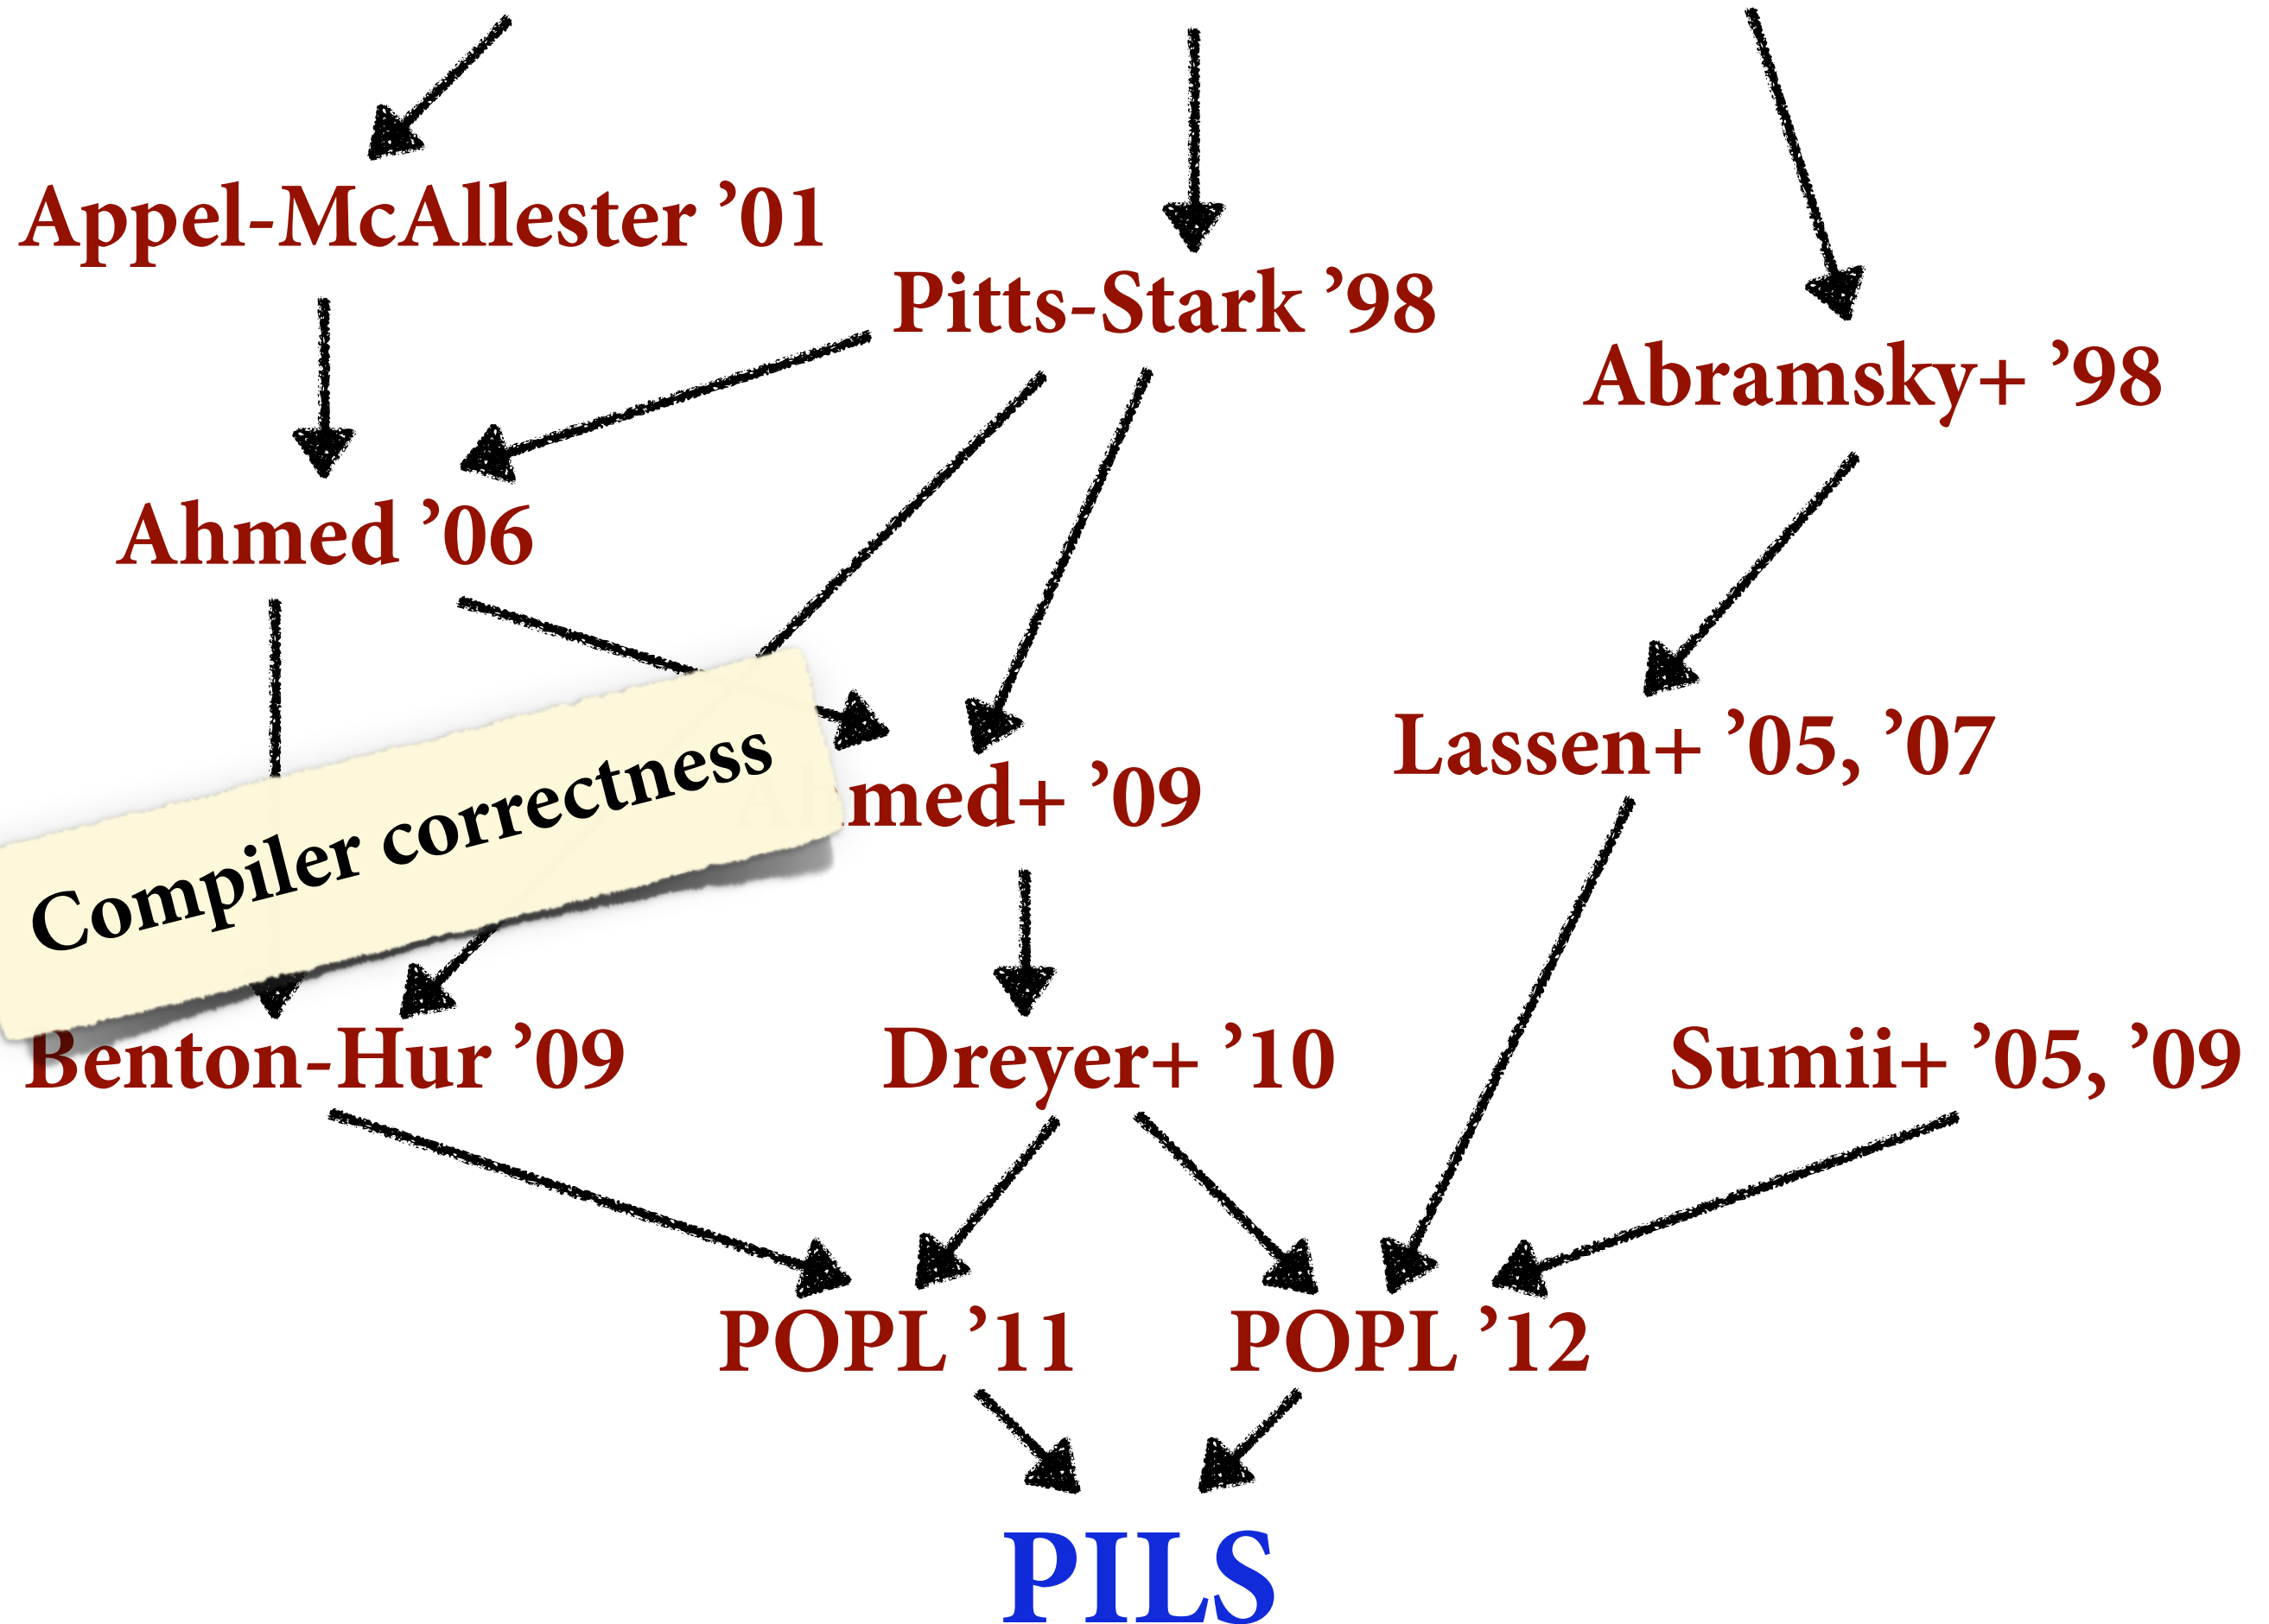 Appel-McAllester ’01
Pitts-Stark ’98
Abramsky+ ’98
Ahmed ’06
Lassen+ ’05, ’07
Ahmed+ ’09
Compiler correctness
Benton-Hur ’09
Dreyer+ ’10
Sumii+ ’05, ’09
POPL ’11
POPL ’12
PILS